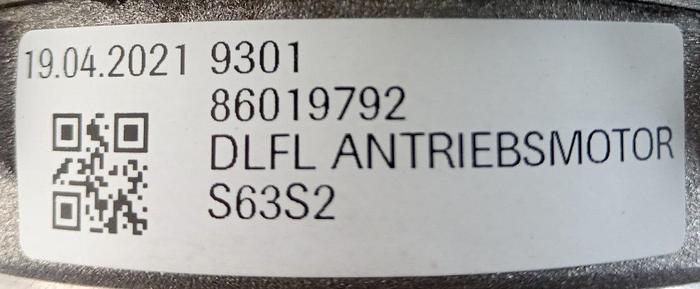 19.04.2021 9301
86019792
DLFL ANTRIEBSMOTOR
S63S2